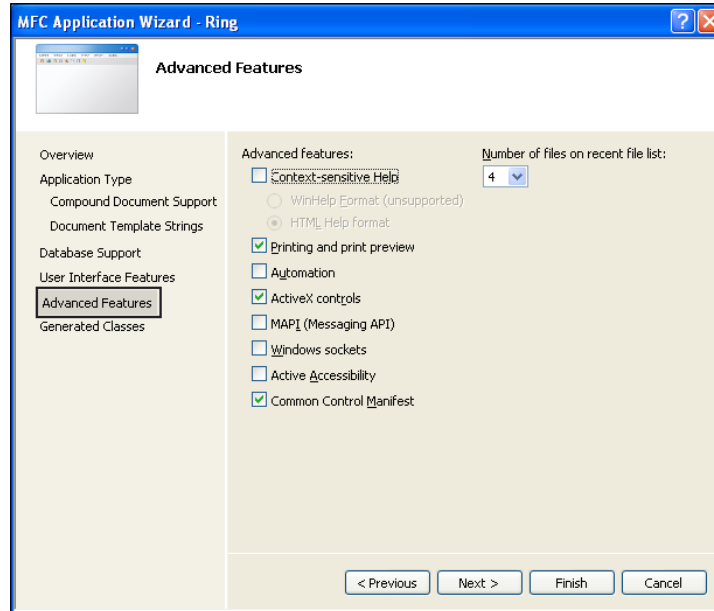 MFC Application Wizard - Ring
Advanced Features
Overview
Application Type
Compound Document Support
Document Template Strings
Database Support
User Interface Features
Advanced Features
Generated Classes
Advanced features:
Context-sensitive Help
WinHelp Format (unsupported)
HTML Help format
Printing and print preview
Automation
ActiveX controls
MAPI (Messaging API)
Windows sockets
Active Accessibility
Common Control Manifest
Number of files on recent file list:
4
< Previous
Next >
Finish
Cancel